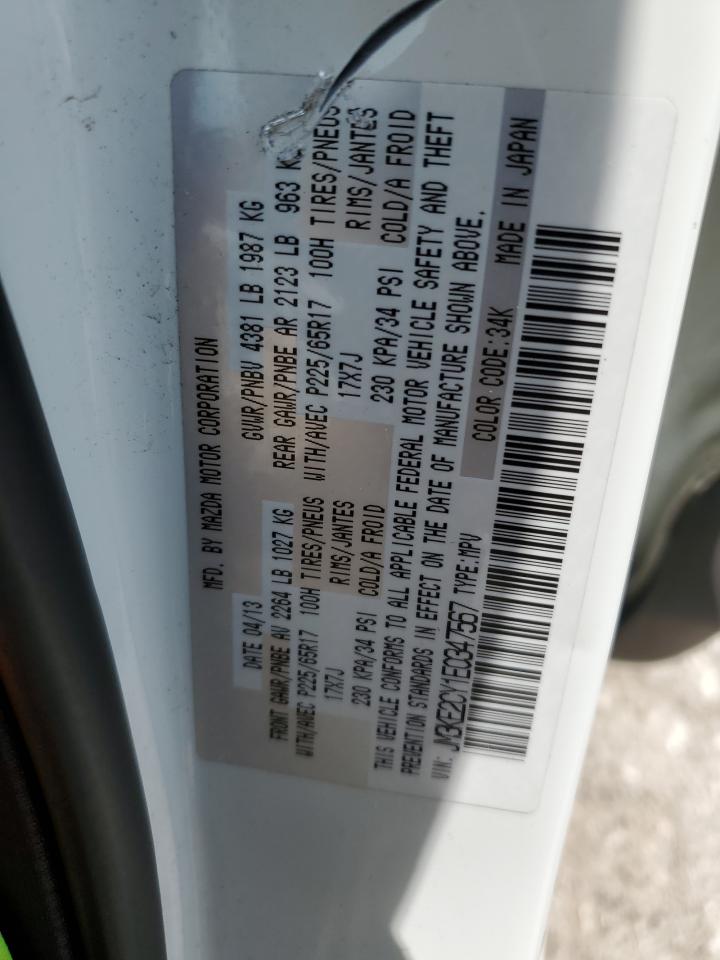 MFD. BY MAZDA MOTOR CORPORATION
DATE 04/13 GVWR/PNBV 4381 LB 1987 KG
FRONT GAWR/PNBE AV 2264 LB 1027 KG REAR GAWR/PNBE AR 2123 LB 963 KG
WITH/AVEC P225/65R17 100H TIRES/PNEUS WITH/AVEC P225/65R17 100H TIRES/PNEUS
17X7J RIMS/JANTES 17X7J RIMS/JANTES
230 KPA/34 PSI COLD/A FROID 230 KPA/34 PSI COLD/A FROID
THIS VEHICLE CONFORMS TO ALL APPLICABLE FEDERAL MOTOR VEHICLE SAFETY AND THEFT
PREVENTION STANDARDS IN EFFECT ON THE DATE OF MANUFACTURE SHOWN ABOVE.
VIN: JM3KE2CY1E0347567 TYPE:MPV COLOR CODE:34K MADE IN JAPAN